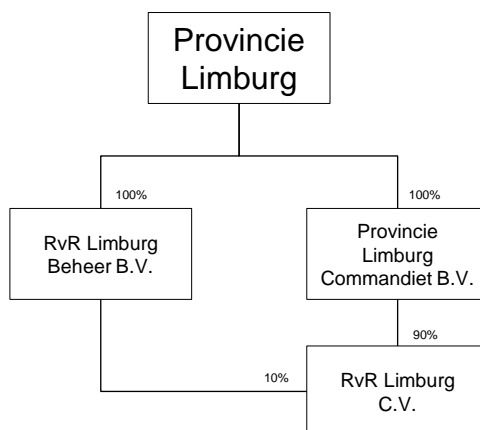 Provincie
Limburg
100%
100%
RvR Limburg
Beheer B.V.
Provincie
Limburg
Commandiet B.V.
90%
10%
RvR Limburg
C.V.